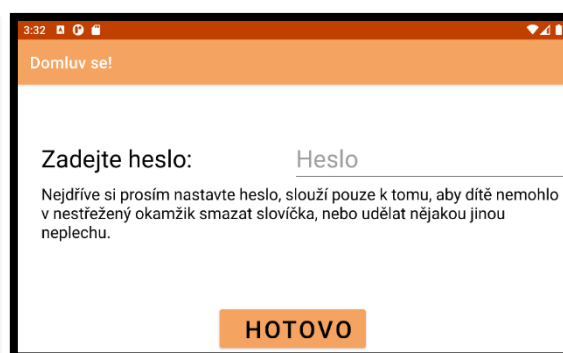 3:32
Domluv se!
Zadejte heslo:
Heslo
Nejdříve si prosím nastavte heslo, slouží pouze k tomu, aby dítě nemohlo
v nestřežený okamžik smazat slovíčka, nebo udělat nějakou jinou
neplechu.
HOTOVO